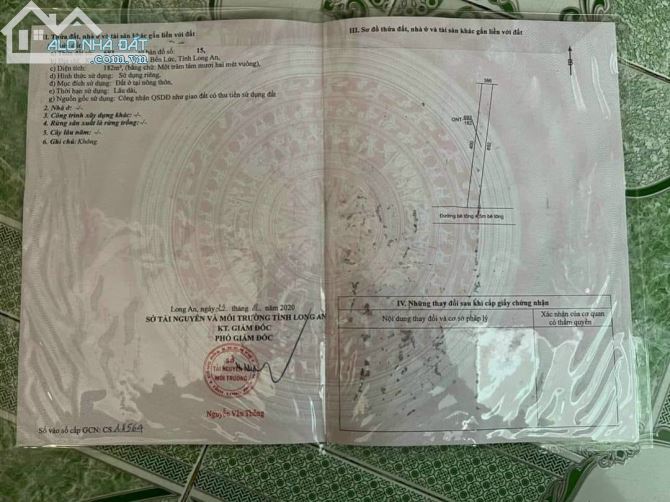 II. Thửa đất, nhà ở và tài sản khác gắn liền với đất
ALO NHÀ ĐẤT
.com.vn
bản đồ số: 15,
Bến Lức, Tỉnh Long An,
c) Diện tích: 182m², (bằng chữ: Một trăm tám mươi hai mét vuông),
d) Hình thức sử dụng: Sử dụng riêng,
đ) Mục đích sử dụng: Đất ở tại nông thôn,
e) Thời hạn sử dụng: Lâu dài,
g) Nguồn gốc sử dụng: Công nhận QSDĐ như giao đất có thu tiền sử dụng đất
2. Nhà ở: -/-
3. Công trình xây dựng khác: -/-
4. Rừng sản xuất là rừng trồng: -/-
5. Cây lâu năm: -/-
6. Ghi chú: Không
Long An, ngày tháng năm 2020
SỞ TÀI NGUYÊN VÀ MÔI TRƯỜNG TỈNH LONG AN
KT. GIÁM ĐỐC
PHÓ GIÁM ĐỐC
SỞ
TÀI NGUYÊN VÀ
MÔI TRƯỜNG
Nguyễn Văn Thông
Số vào sổ cấp GCN: CS
III. Sơ đồ thửa đất, nhà ở và tài sản khác gắn liền với đất
B
ONT
182
Đường bê tông 4.5m bê tông
IV. Những thay đổi sau khi cấp giấy chứng nhận
Nội dung thay đổi và cơ sở pháp lý
Xác nhận của cơ quan
có thẩm quyền